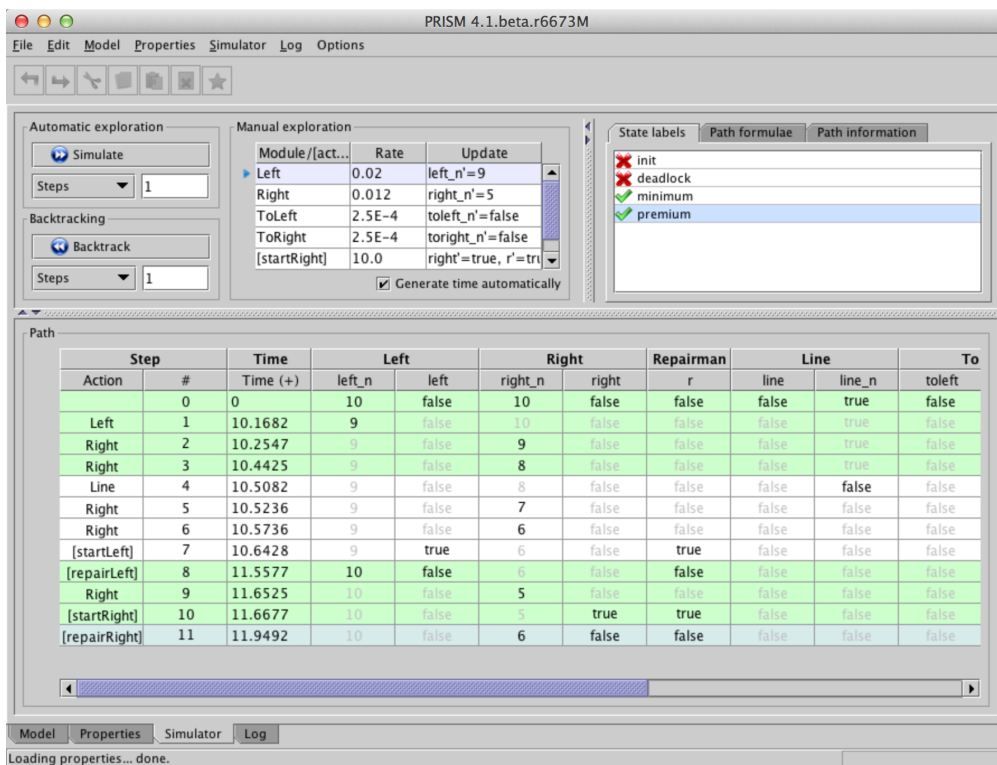 PRISM 4.1.beta.r6673M
File Edit Model Properties Simulator Log Options
Automatic exploration
Simulate
Steps 1
Backtracking
Backtrack
Steps 1
Manual exploration
Module/[act... Rate Update
Left 0.02 left_n'=9
Right 0.012 right_n'=5
ToLeft 2.5E-4 toleft_n'=false
ToRight 2.5E-4 toright_n'=false
[startRight] 10.0 right'=true, r'=tru
Generate time automatically
State labels Path formulae Path information
init
deadlock
minimum
premium
Path
Step Time Left Right Repairman Line To
Action # Time (+) left_n left right_n right r line line_n toleft
0 0 10 false 10 false false false true false
Left 1 10.1682 9 false 10 false false false true false
Right 2 10.2547 9 false 9 false false false true false
Right 3 10.4425 9 false 8 false false false true false
Line 4 10.5082 9 false 8 false false false false false
Right 5 10.5236 9 false 7 false false false false false
Right 6 10.5736 9 false 6 false false false false false
[startLeft] 7 10.6428 9 true 6 false true false false false
[repairLeft] 8 11.5577 10 false 6 false false false false false
Right 9 11.6525 10 false 5 false false false false false
[startRight] 10 11.6677 10 false 5 true true false false false
[repairRight] 11 11.9492 10 false 6 false false false false false
Model Properties Simulator Log
Loading properties... done.